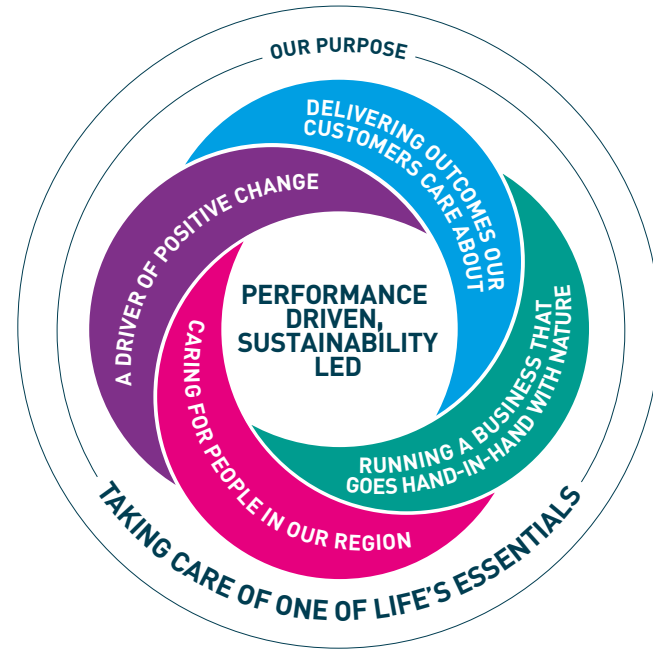 OUR PURPOSE
DELIVERING OUTCOMES OUR
CUSTOMERS CARE ABOUT
RUNNING A BUSINESS THAT
GOES HAND-IN-HAND WITH NATURE
CARING FOR PEOPLE IN OUR REGION
A DRIVER OF POSITIVE CHANGE
PERFORMANCE
DRIVEN,
SUSTAINABILITY
LED
TAKING CARE OF ONE OF LIFE’S ESSENTIALS